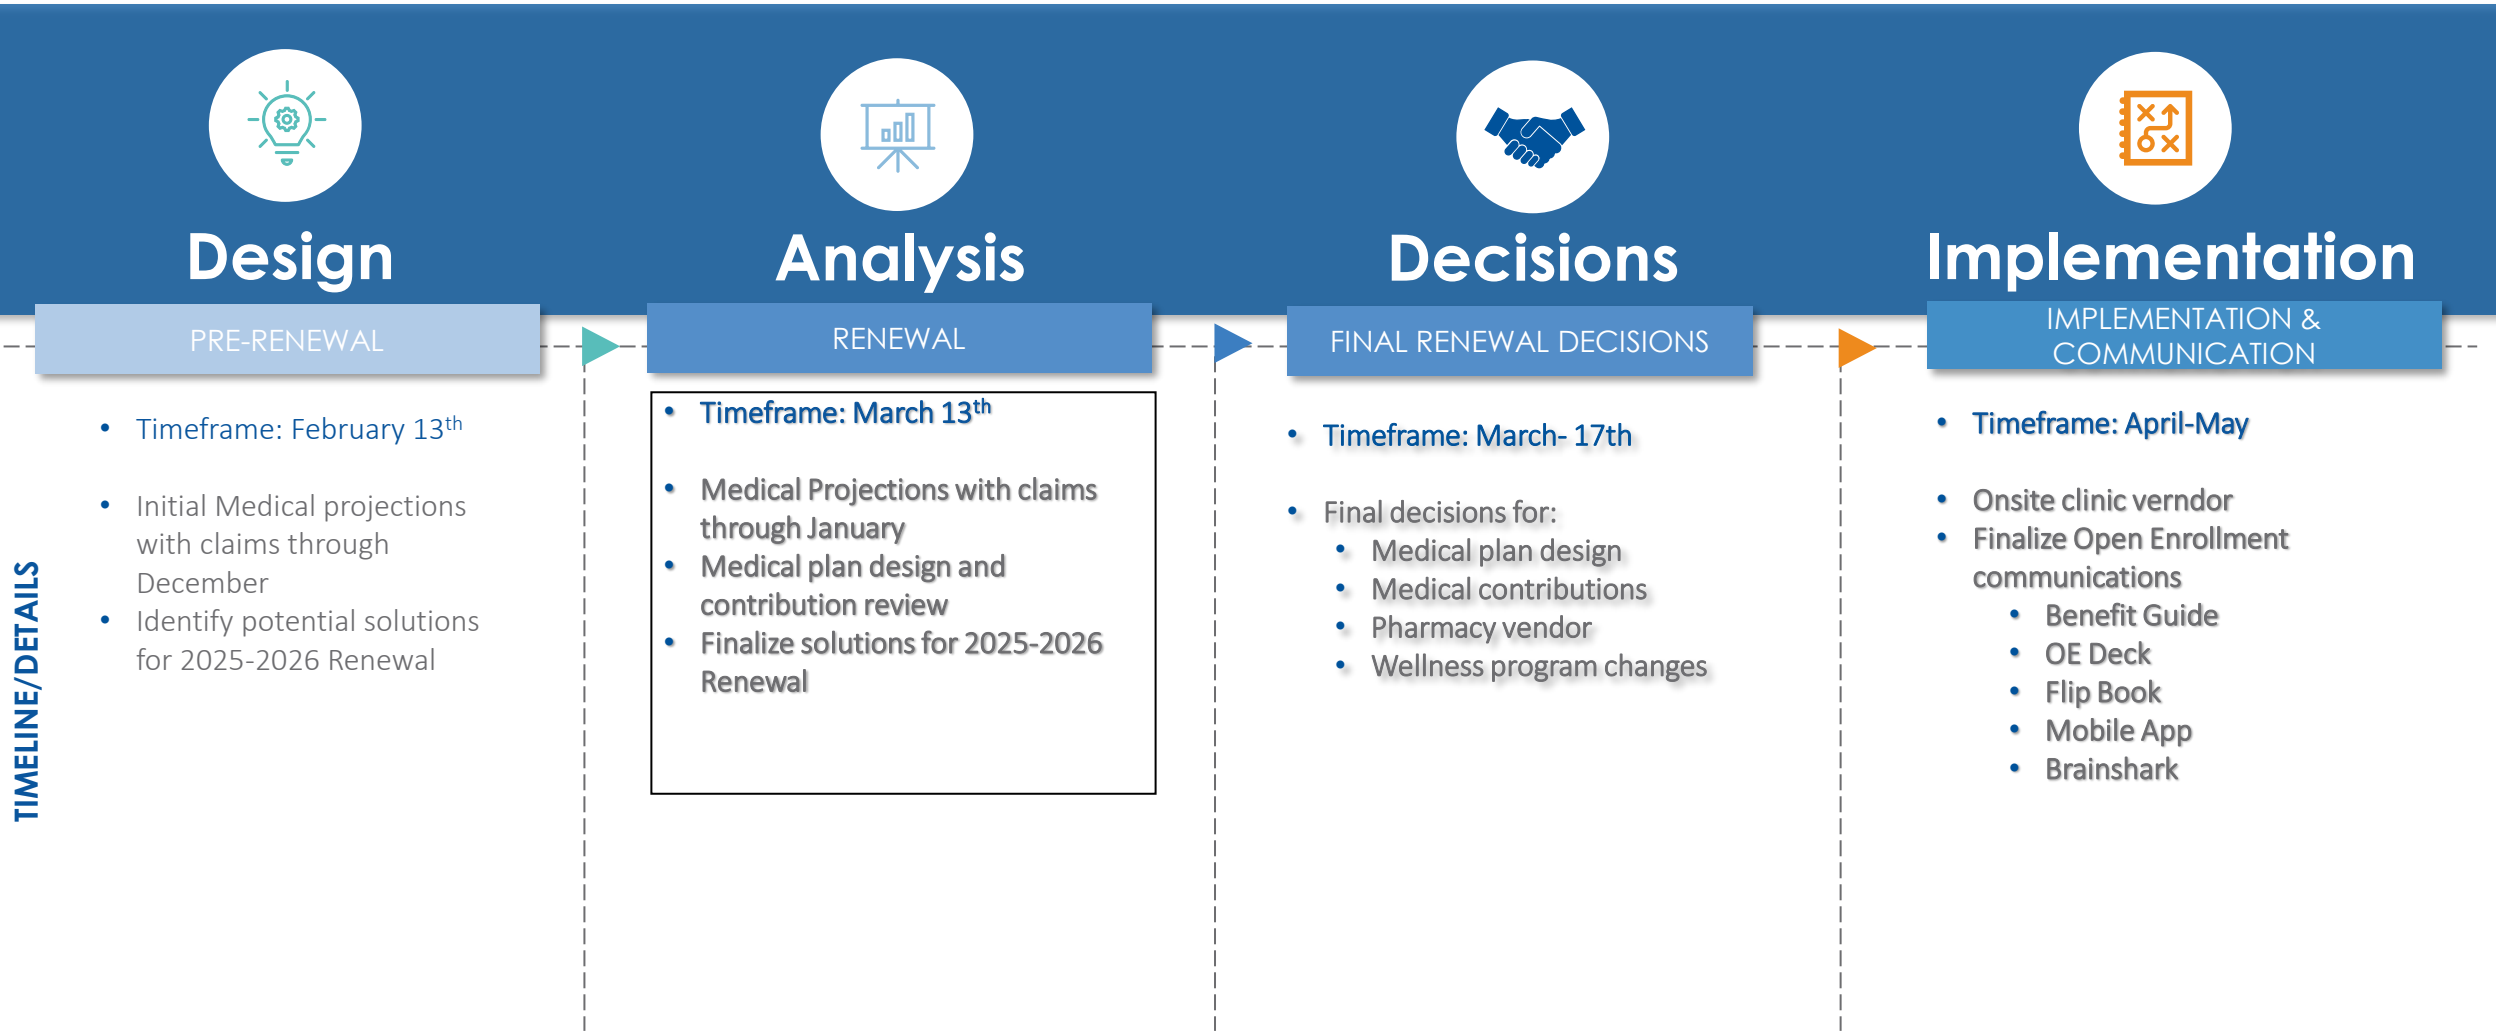 Design
Analysis
Decisions
Implementation
PRE-RENEWAL
RENEWAL
FINAL RENEWAL DECISIONS
IMPLEMENTATION &
COMMUNICATION
TIMELINE/DETAILS
• Timeframe: February 13th
• Initial Medical projections
with claims through
December
• Identify potential solutions
for 2025-2026 Renewal
• Timeframe: March 13th
• Medical Projections with claims
through January
• Medical plan design and
contribution review
• Finalize solutions for 2025-2026
Renewal
• Timeframe: March- 17th
• Final decisions for:
• Medical plan design
• Medical contributions
• Pharmacy vendor
• Wellness program changes
• Timeframe: April-May
• Onsite clinic verndor
• Finalize Open Enrollment
communications
• Benefit Guide
• OE Deck
• Flip Book
• Mobile App
• Brainshark